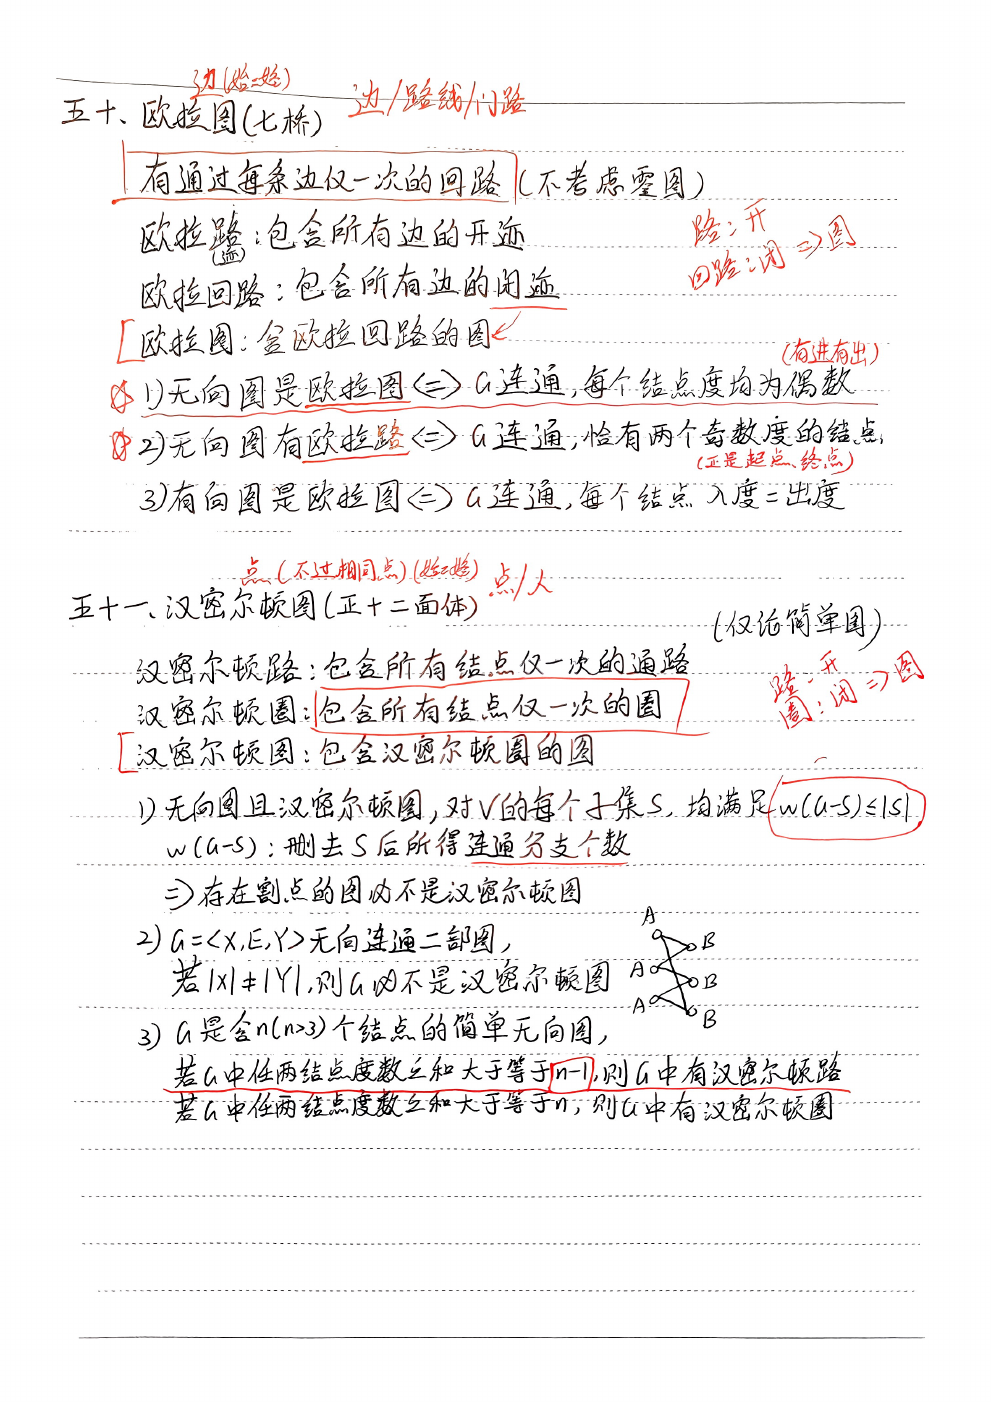 边(始=终)
边/路线/门路
五十、欧拉图(七桥)
有通过每条边仅一次的回路(不考虑零图)
欧拉路:包含所有边的开迹
(迹)
路:开
回路:闭 => 图
欧拉回路:包含所有边的闭迹
欧拉图:含欧拉回路的图
(有进有出)
1)无向图是欧拉图<=>G连通,每个结点度均为偶数
2)无向图有欧拉路<=>G连通,恰有两个奇数度的结点,
(正是起点、终点)
3)有向图是欧拉图<=>G连通,每个结点入度=出度
点(不过相同点)(始=终)
点/人
五十一、汉密尔顿图(正十二面体)
(仅话简单图)
汉密尔顿路:包含所有结点仅一次的通路
路:开
圈:闭 => 图
汉密尔顿圈:包含所有结点仅一次的圈
汉密尔顿图:包含汉密尔顿圈的图
1)无向图且汉密尔顿图,对V的每个子集S,均满足w(G-S)≤|S|
w(G-S):删去S后所得连通分支个数
=>存在割点的图必不是汉密尔顿图
2)G=<X,E,Y>无向连通二部图,
若|X|≠|Y|,则G必不是汉密尔顿图
A
B
A
B
A
B
3)G是含n(n>3)个结点的简单无向图,
若G中任两结点度数之和大于等于n-1,则G中有汉密尔顿路
若G中任两结点度数之和大于等于n,则G中有汉密尔顿圈